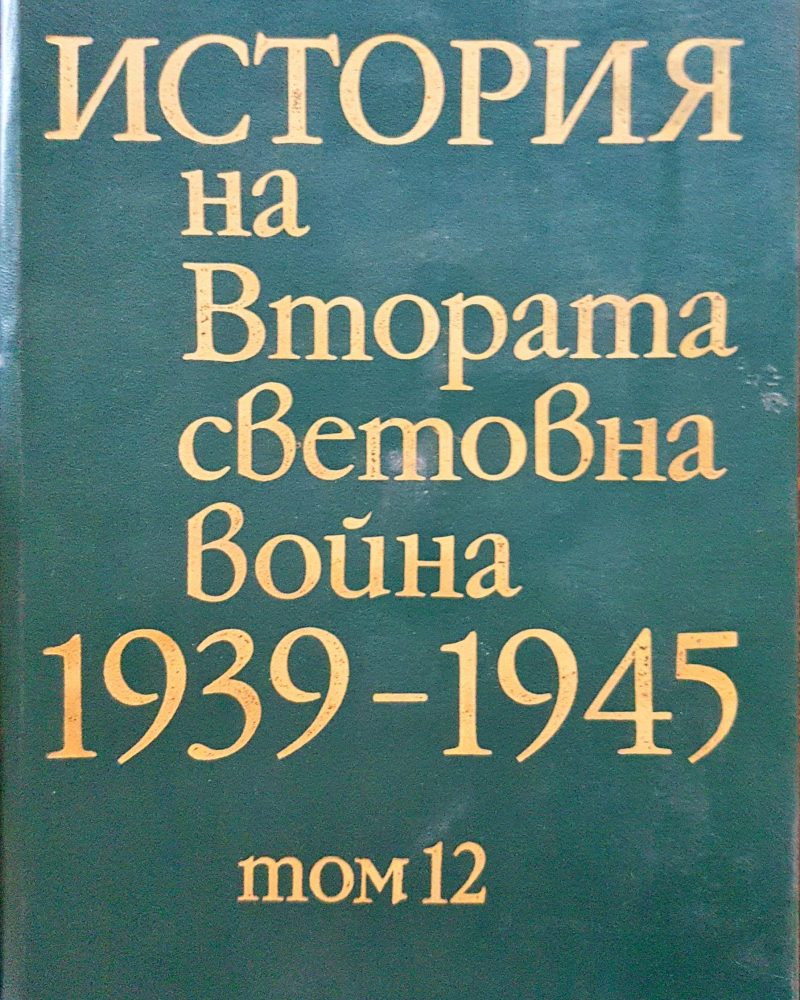 ИСТОРИЯ
на
Втората
световна
война
1939–1945
том 12